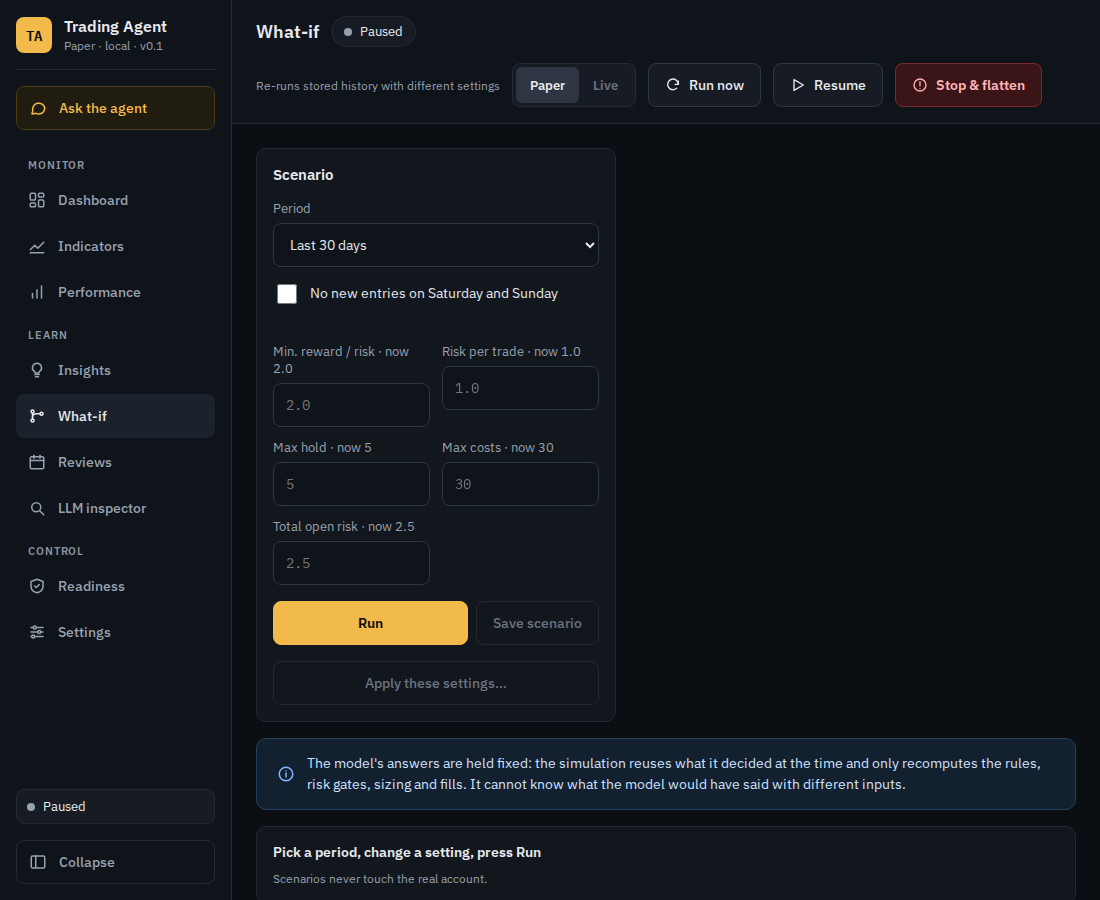 TA
Trading Agent
Paper · local · v0.1
Ask the agent
MONITOR
Dashboard
Indicators
Performance
LEARN
Insights
What-if
Reviews
LLM inspector
CONTROL
Readiness
Settings
Paused
Collapse
What-if
Paused
Re-runs stored history with different settings
Paper
Live
Run now
Resume
Stop & flatten
Scenario
Period
Last 30 days
No new entries on Saturday and Sunday
Min. reward / risk · now
2.0
2.0
Risk per trade · now 1.0
1.0
Max hold · now 5
5
Max costs · now 30
30
Total open risk · now 2.5
2.5
Run
Save scenario
Apply these settings...
The model's answers are held fixed: the simulation reuses what it decided at the time and only recomputes the rules,
risk gates, sizing and fills. It cannot know what the model would have said with different inputs.
Pick a period, change a setting, press Run
Scenarios never touch the real account.